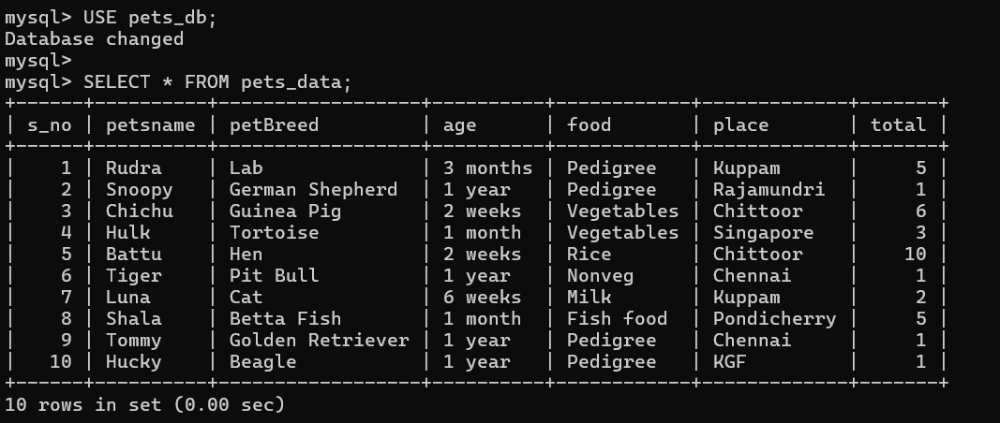 mysql> USE pets_db;
Database changed
mysql>
mysql> SELECT * FROM pets_data;
+------+----------+------------------+----------+------------+-------------+-------+
| s_no | petsname | petBreed         | age      | food       | place       | total |
+------+----------+------------------+----------+------------+-------------+-------+
|    1 | Rudra    | Lab              | 3 months | Pedigree   | Kuppam      |     5 |
|    2 | Snoopy   | German Shepherd  | 1 year   | Pedigree   | Rajamundri  |     1 |
|    3 | Chichu   | Guinea Pig       | 2 weeks  | Vegetables | Chittoor    |     6 |
|    4 | Hulk     | Tortoise         | 1 month  | Vegetables | Singapore   |     3 |
|    5 | Battu    | Hen              | 2 weeks  | Rice       | Chittoor    |    10 |
|    6 | Tiger    | Pit Bull         | 1 year   | Nonveg     | Chennai     |     1 |
|    7 | Luna     | Cat              | 6 weeks  | Milk       | Kuppam      |     2 |
|    8 | Shala    | Betta Fish       | 1 month  | Fish food  | Pondicherry |     5 |
|    9 | Tommy    | Golden Retriever | 1 year   | Pedigree   | Chennai     |     1 |
|   10 | Hucky    | Beagle           | 1 year   | Pedigree   | KGF         |     1 |
+------+----------+------------------+----------+------------+-------------+-------+
10 rows in set (0.00 sec)